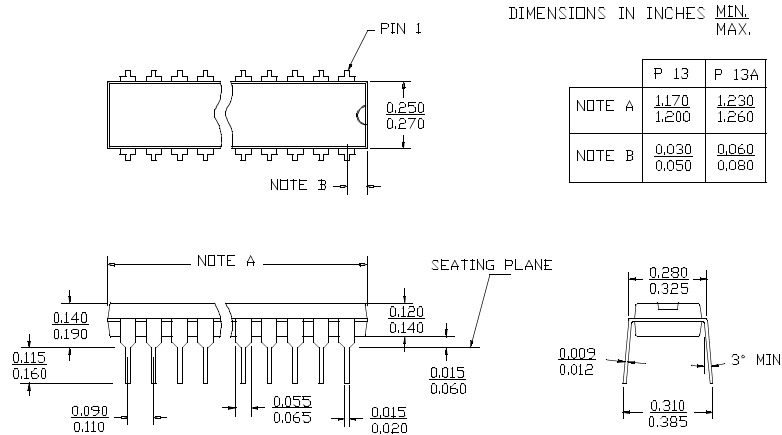 DIMENSIONS IN INCHES MIN.
MAX.
PIN 1
P 13 P 13A
NOTE A 1.170 1.230
1.200 1.260
NOTE B 0.030 0.060
0.050 0.080
0.250
0.270
NOTE B
NOTE A
SEATING PLANE
0.280
0.325
0.140
0.190
0.120
0.140
0.115
0.160
0.009
0.012
3° MIN
0.015
0.060
0.090
0.110
0.055
0.065
0.015
0.020
0.310
0.385